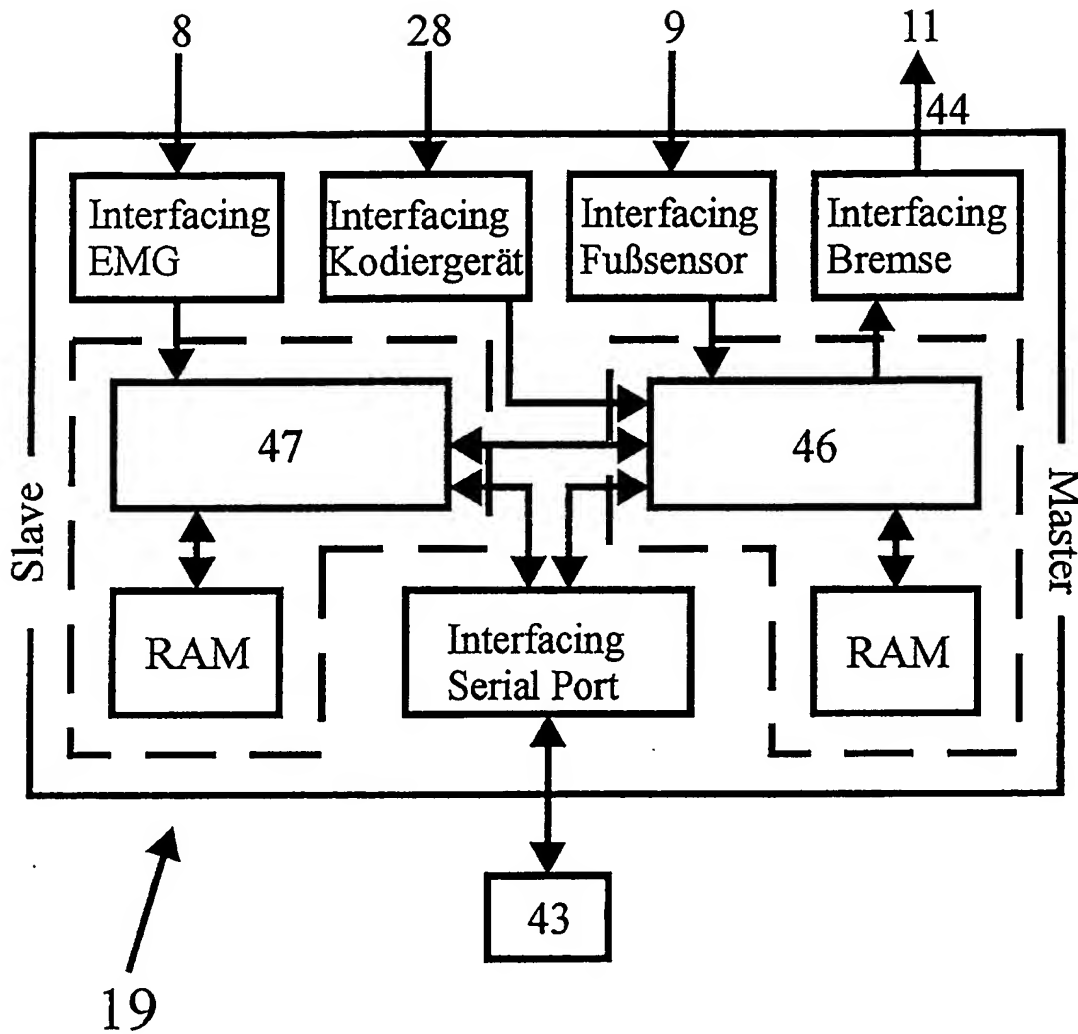 8
28
9
11
44
Interfacing
EMG
Interfacing
Kodiergerät
Interfacing
Fußsensor
Interfacing
Bremse
47
46
Slave
Master
RAM
Interfacing
Serial Port
RAM
43
19